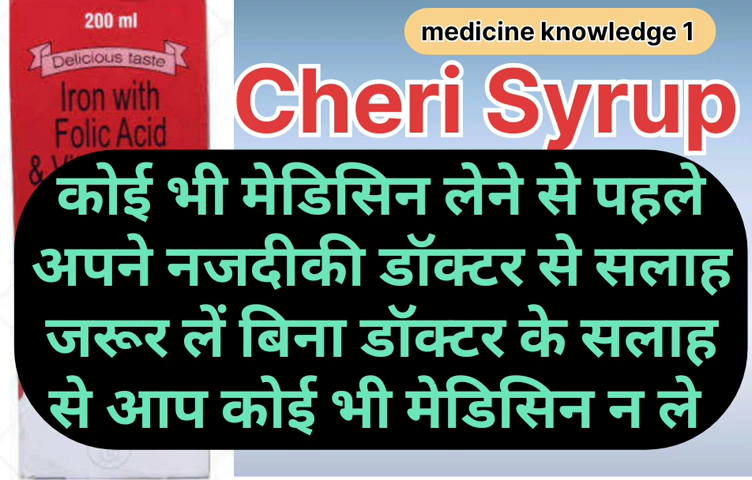 200 ml
Delicious taste
Iron with
Folic Acid
&
medicine knowledge 1
Cheri Syrup
कोई भी मेडिसिन लेने से पहले
अपने नजदीकी डॉक्टर से सलाह
जरूर लें बिना डॉक्टर के सलाह
से आप कोई भी मेडिसिन न ले